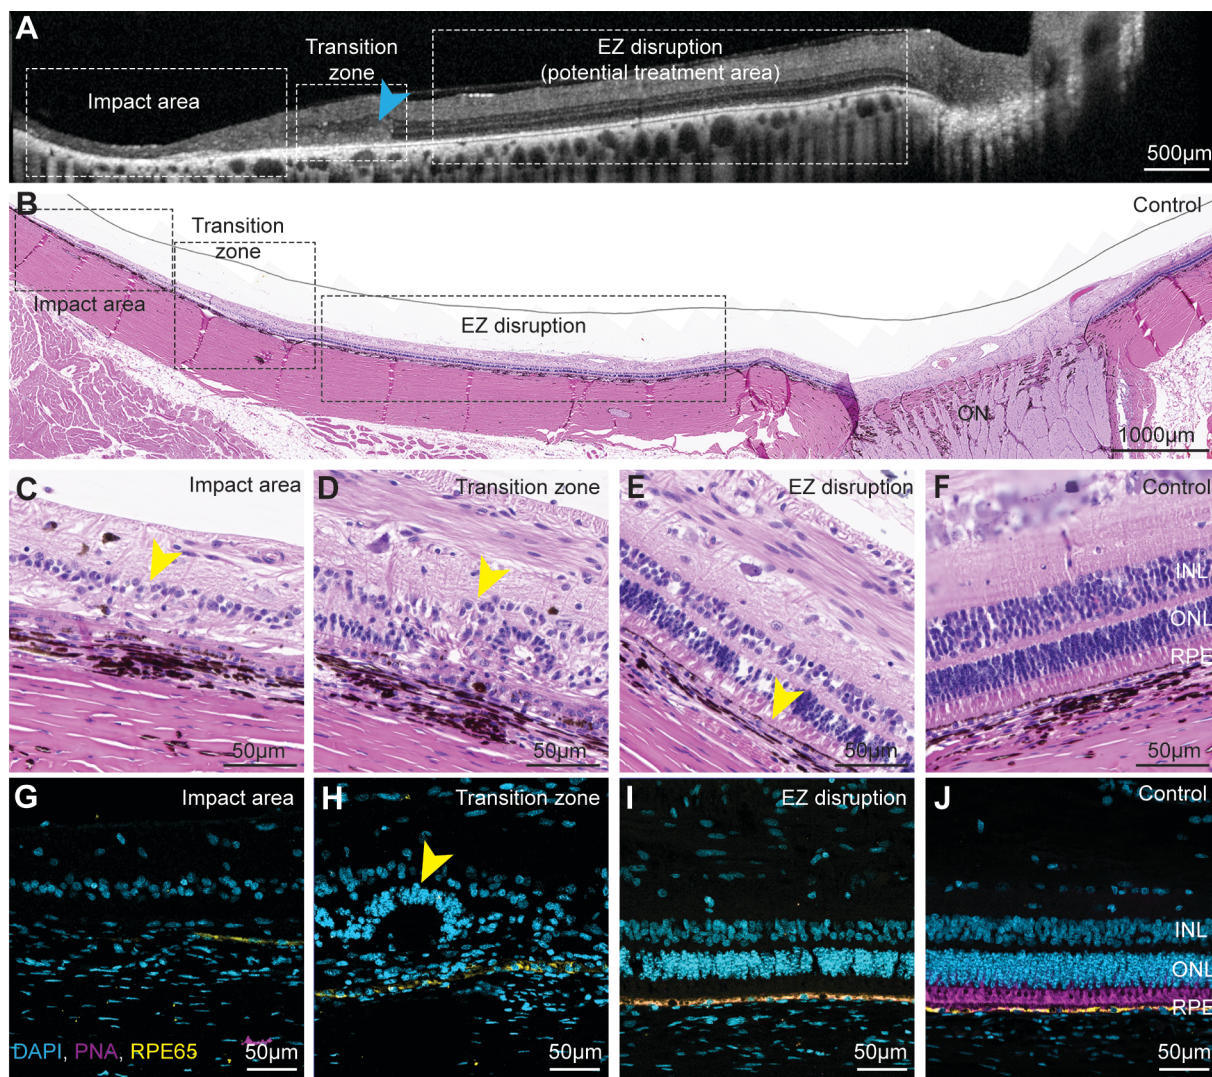 A
Impact area
Transition
zone
EZ disruption
(potential treatment area)
500µm
B
Control
Transition
zone
Impact area
EZ disruption
ON
1000µm
C
Impact area
50µm
D
Transition zone
50µm
E
EZ disruption
50µm
F
Control
INL
ONL
RPE
50µm
G
Impact area
DAPI, PNA, RPE65
50µm
H
Transition zone
50µm
I
EZ disruption
50µm
J
Control
INL
ONL
RPE
50µm